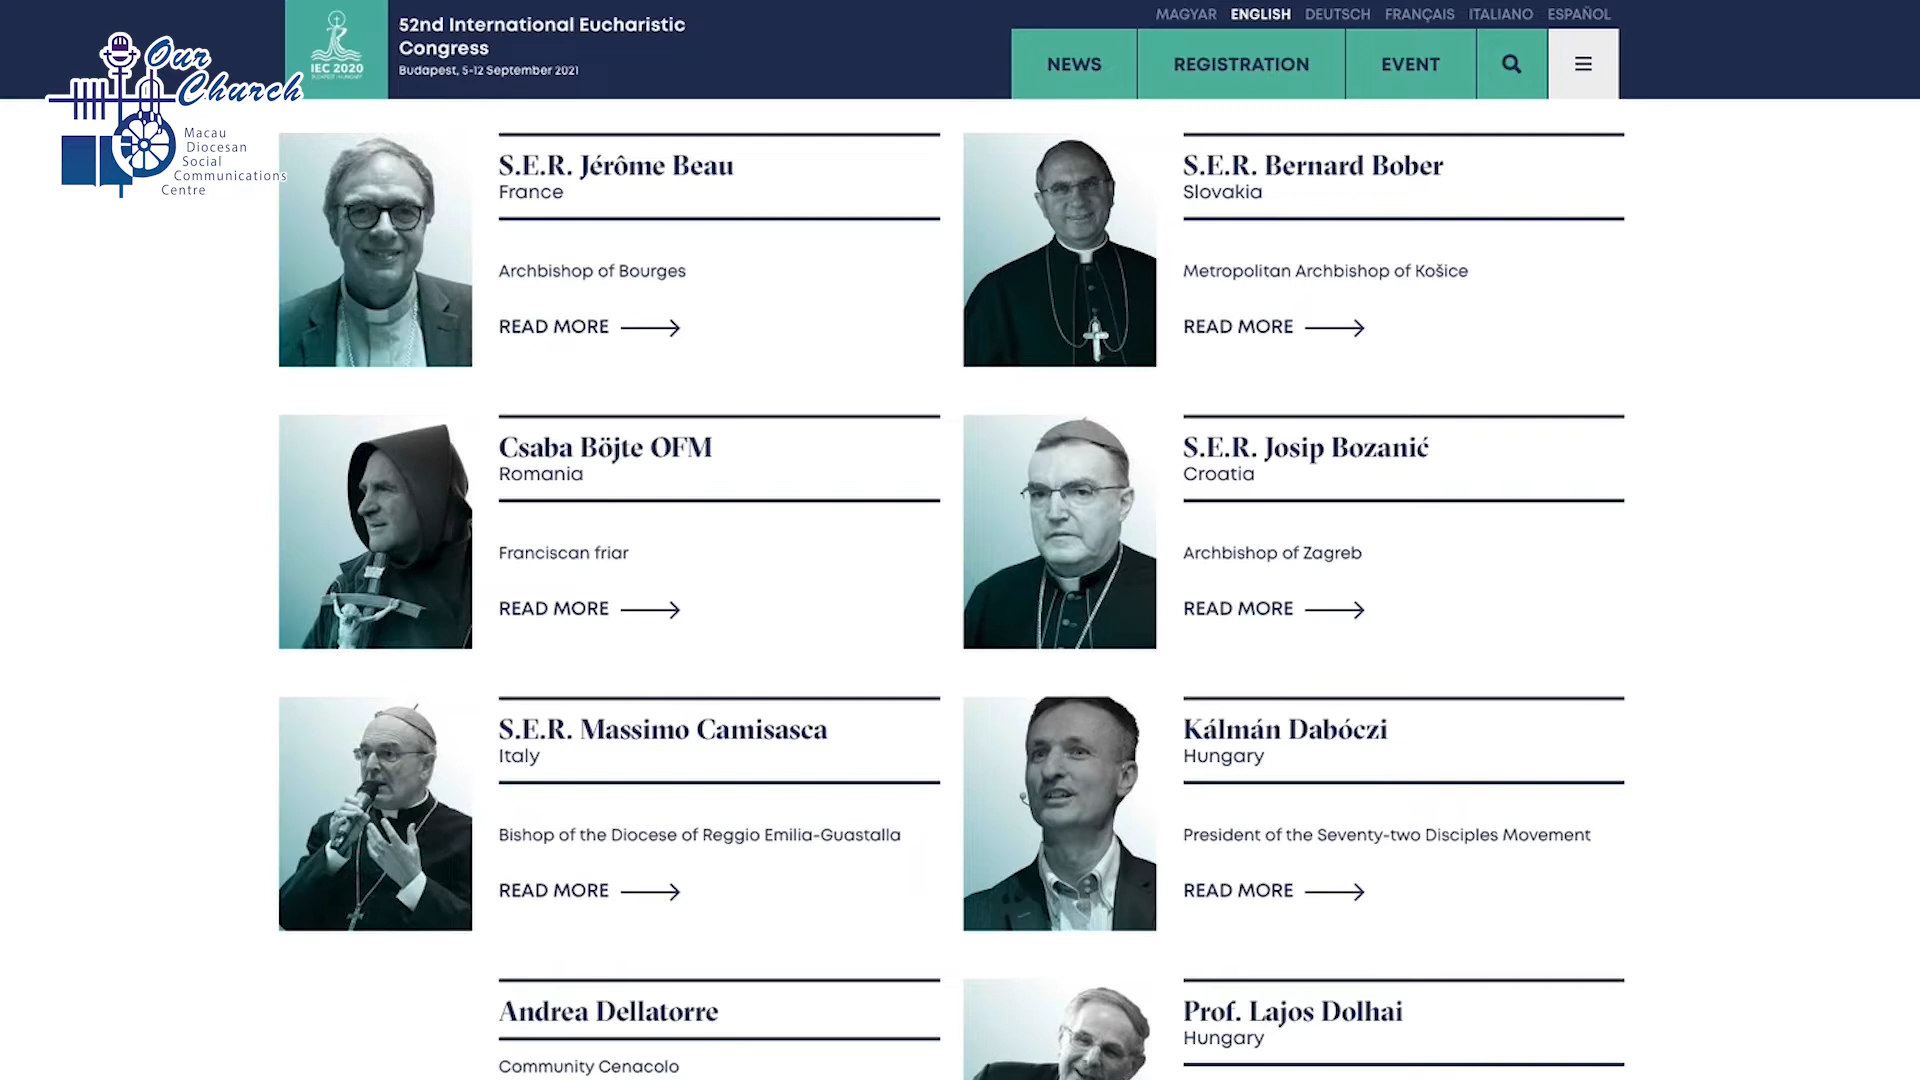 52nd International Eucharistic
Congress
Budapest, 5-12 September 2021
IEC 2020
BUDAPEST | HUNGARY
MAGYAR ENGLISH DEUTSCH FRANÇAIS ITALIANO ESPAÑOL
NEWS REGISTRATION EVENT
Our
Church
Macau
Diocesan
Social
Communications
Centre
S.E.R. Jérôme Beau
France
Archbishop of Bourges
READ MORE
S.E.R. Bernard Bober
Slovakia
Metropolitan Archbishop of Košice
READ MORE
Csaba Böjte OFM
Romania
Franciscan friar
READ MORE
S.E.R. Josip Bozanić
Croatia
Archbishop of Zagreb
READ MORE
S.E.R. Massimo Camisasca
Italy
Bishop of the Diocese of Reggio Emilia-Guastalla
READ MORE
Kálmán Dabóczi
Hungary
President of the Seventy-two Disciples Movement
READ MORE
Andrea Dellatorre
Community Cenacolo
Prof. Lajos Dolhai
Hungary